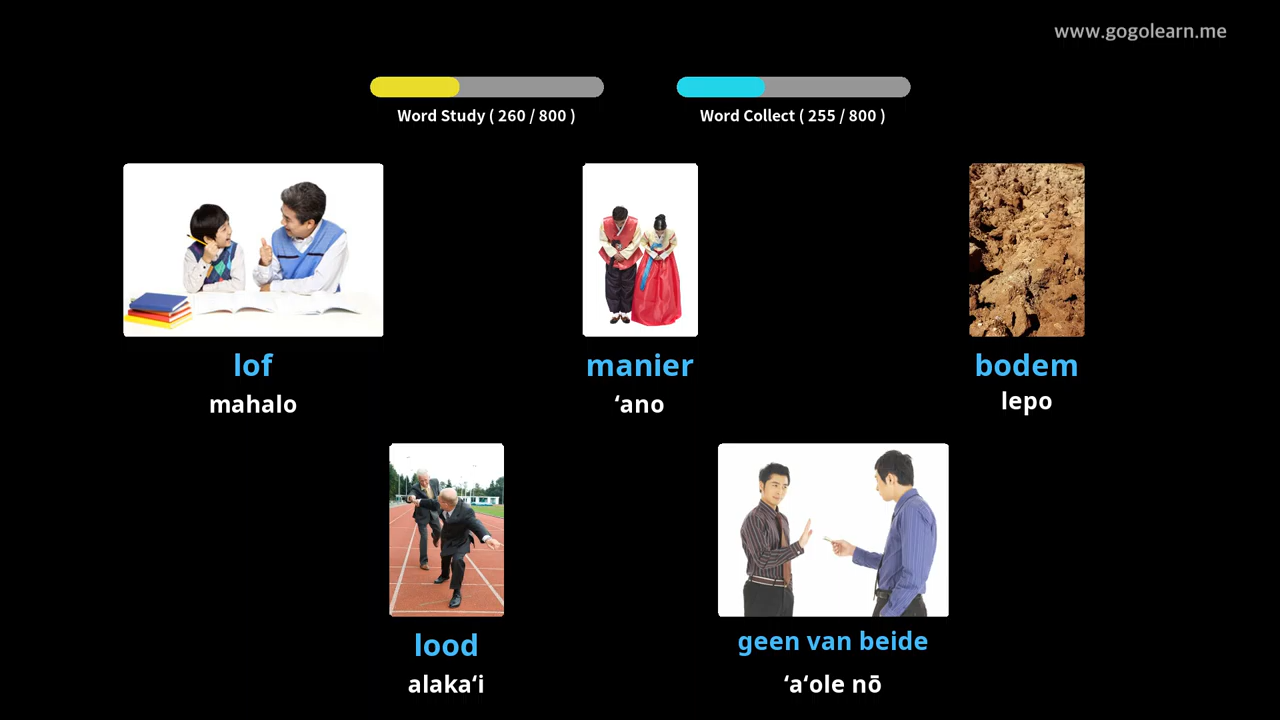 www.gogolearn.me
Word Study ( 260 / 800 )
Word Collect ( 255 / 800 )
lof
mahalo
manier
ʻano
bodem
lepo
lood
alakaʻi
geen van beide
ʻaʻole nō